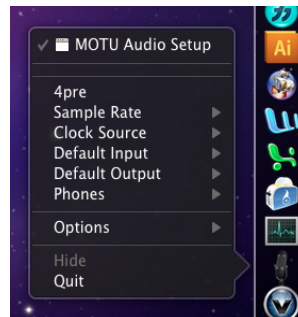 MOTU Audio Setup
4pre
Sample Rate
Clock Source
Default Input
Default Output
Phones
Options
Hide
Quit
Ai